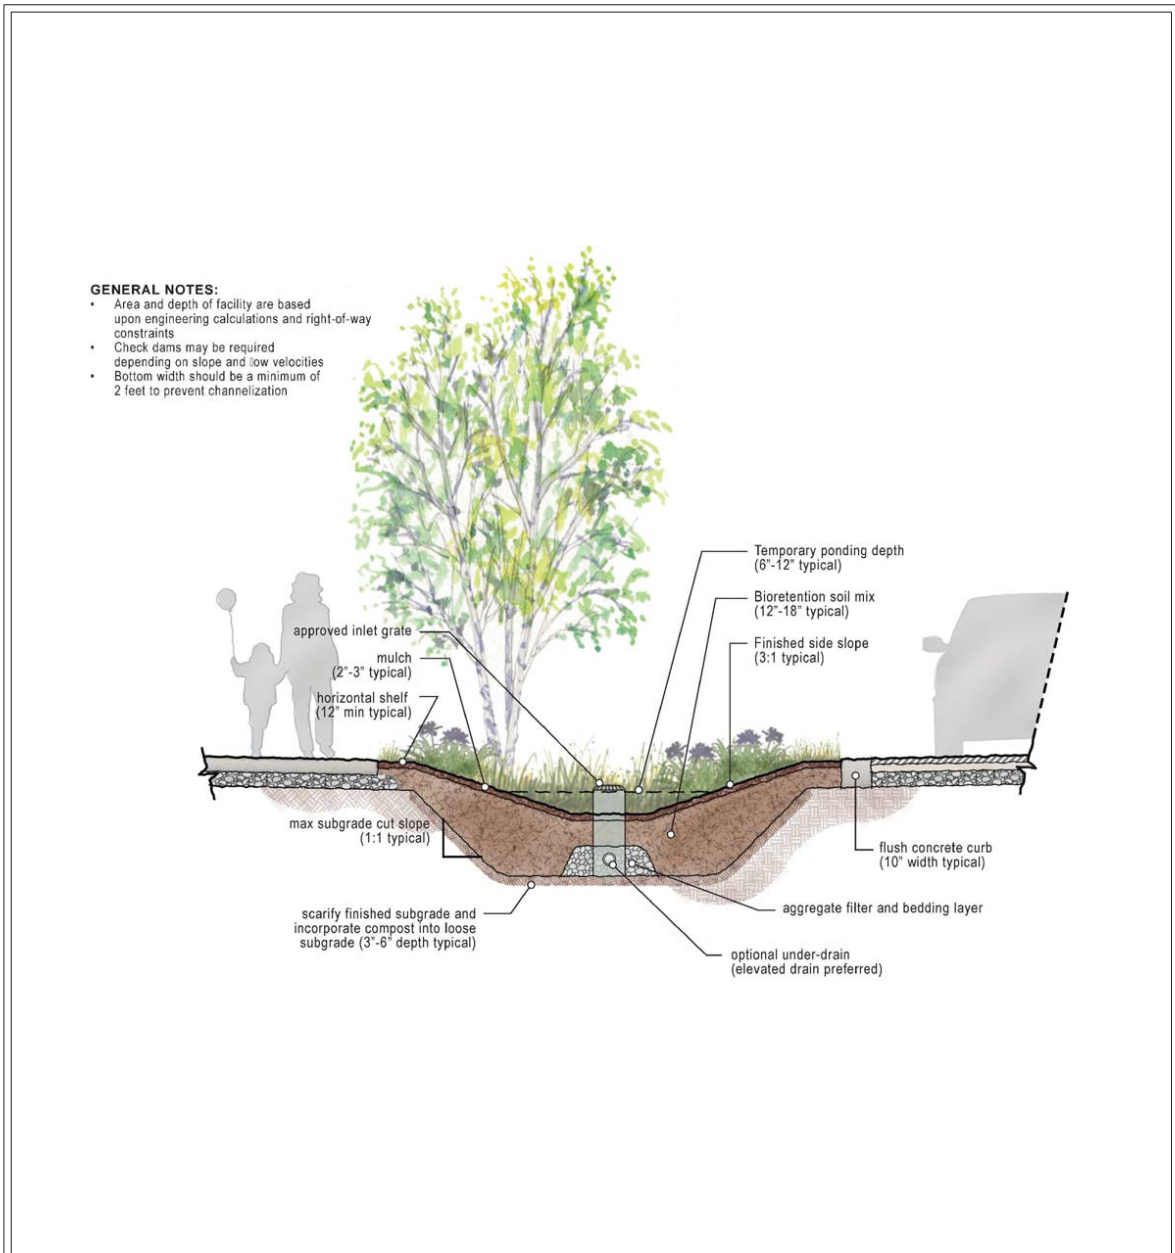 GENERAL NOTES:
• Area and depth of facility are based
upon engineering calculations and right-of-way
constraints
• Check dams may be required
depending on slope and ow velocities
• Bottom width should be a minimum of
2 feet to prevent channelization
Temporary ponding depth
(6"-12" typical)
Bioretention soil mix
(12"-18" typical)
approved inlet grate
Finished side slope
(3:1 typical)
mulch
(2"-3" typical)
horizontal shelf
(12" min typical)
max subgrade cut slope
(1:1 typical)
flush concrete curb
(10" width typical)
aggregate filter and bedding layer
scarify finished subgrade and
incorporate compost into loose
subgrade (3"-6" depth typical)
optional under-drain
(elevated drain preferred)